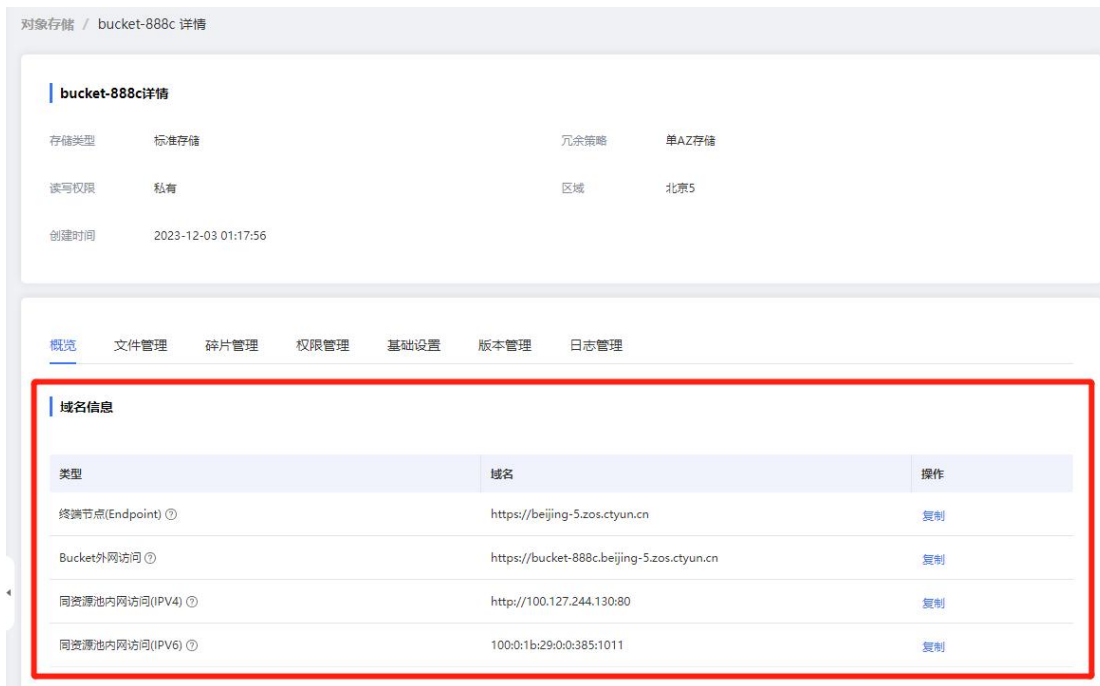 对象存储 / bucket-888c 详情
bucket-888c详情
存储类型 标准存储 冗余策略 单AZ存储
读写权限 私有 区域 北京5
创建时间 2023-12-03 01:17:56
概览 文件管理 碎片管理 权限管理 基础设置 版本管理 日志管理
域名信息
类型 域名 操作
终端节点(Endpoint) https://beijing-5.zos.ctyun.cn 复制
Bucket外网访问 https://bucket-888c.beijing-5.zos.ctyun.cn 复制
同资源池内网访问(IPV4) http://100.127.244.130:80 复制
同资源池内网访问(IPV6) 100:0:1b:29:0:0:385:1011 复制